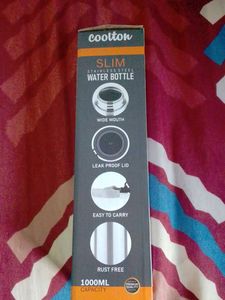 coolton
SLIM
STAINLESS STEEL
WATER BOTTLE
WIDE MOUTH
LEAK PROOF LID
EASY TO CARRY
RUST FREE
1000ML
CAPACITY